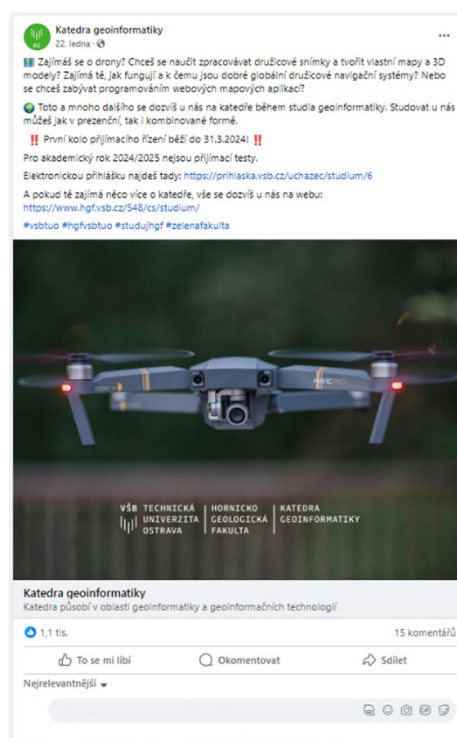 Katedra geoinformatiky
22. ledna ·
Zajímáš se o drony? Chceš se naučit zpracovávat družicové snímky a tvořit vlastní mapy a 3D
modely? Zajímá tě, jak fungují a k čemu jsou dobré globální družicové navigační systémy? Nebo
se chceš zabývat programováním webových mapových aplikací?
Toto a mnoho dalšího se dozvíš u nás na katedře během studia geoinformatiky. Studovat u nás
můžeš jak v prezenční, tak i kombinované formě.
‼️ První kolo přijímacího řízení běží do 31.3.2024! ‼️
Pro akademický rok 2024/2025 nejsou přijímací testy.
Elektronickou přihlášku najdeš tady: https://prihlaska.vsb.cz/uchazec/studium/6
A pokud tě zajímá něco více o katedře, vše se dozvíš u nás na webu:
https://www.hgf.vsb.cz/548/cs/studium/
#vsbtuo #hgfvsbtuo #studujhgf #zelenafakulta
MAVIC PRO
VŠB TECHNICKÁ UNIVERZITA OSTRAVA
HORNICKO GEOLOGICKÁ FAKULTA
KATEDRA GEOINFORMATIKY
Katedra geoinformatiky
Katedra působí v oblasti geoinformatiky a geoinformačních technologií
1,1 tis.
15 komentářů
To se mi líbí
Okomentovat
Sdílet
Nejrelevantnější